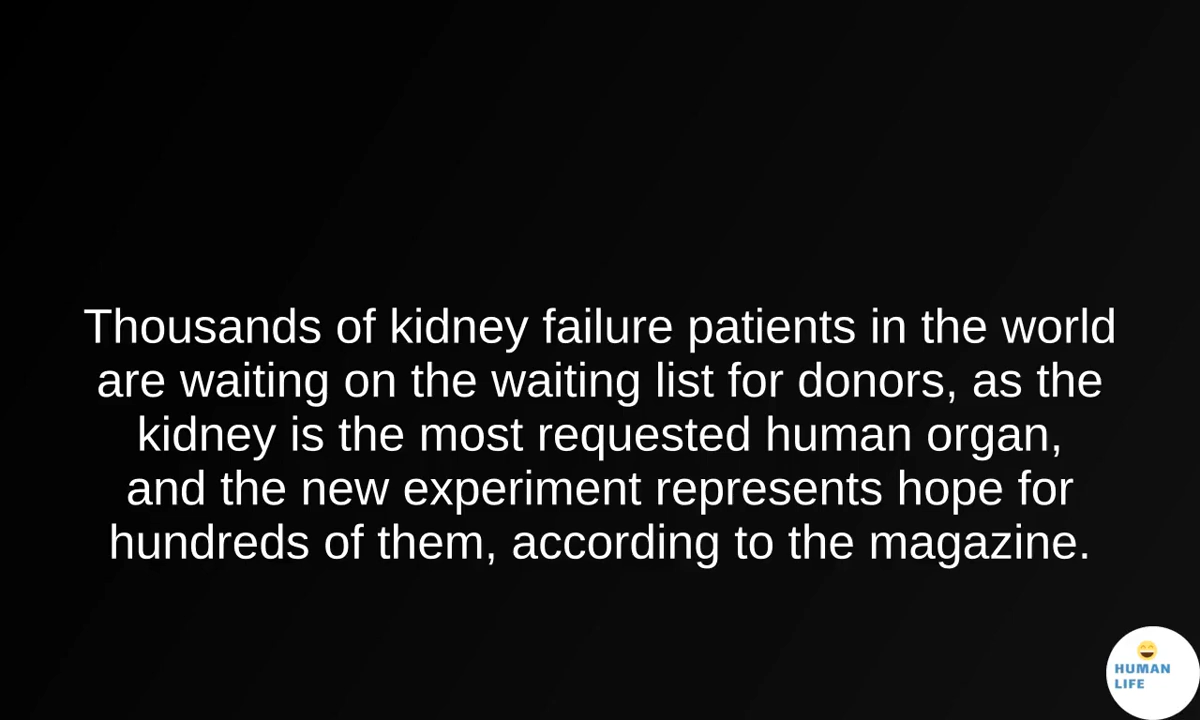 Thousands of kidney failure patients in the world
are waiting on the waiting list for donors, as the
kidney is the most requested human organ,
and the new experiment represents hope for
hundreds of them, according to the magazine.
HUMAN
LIFE